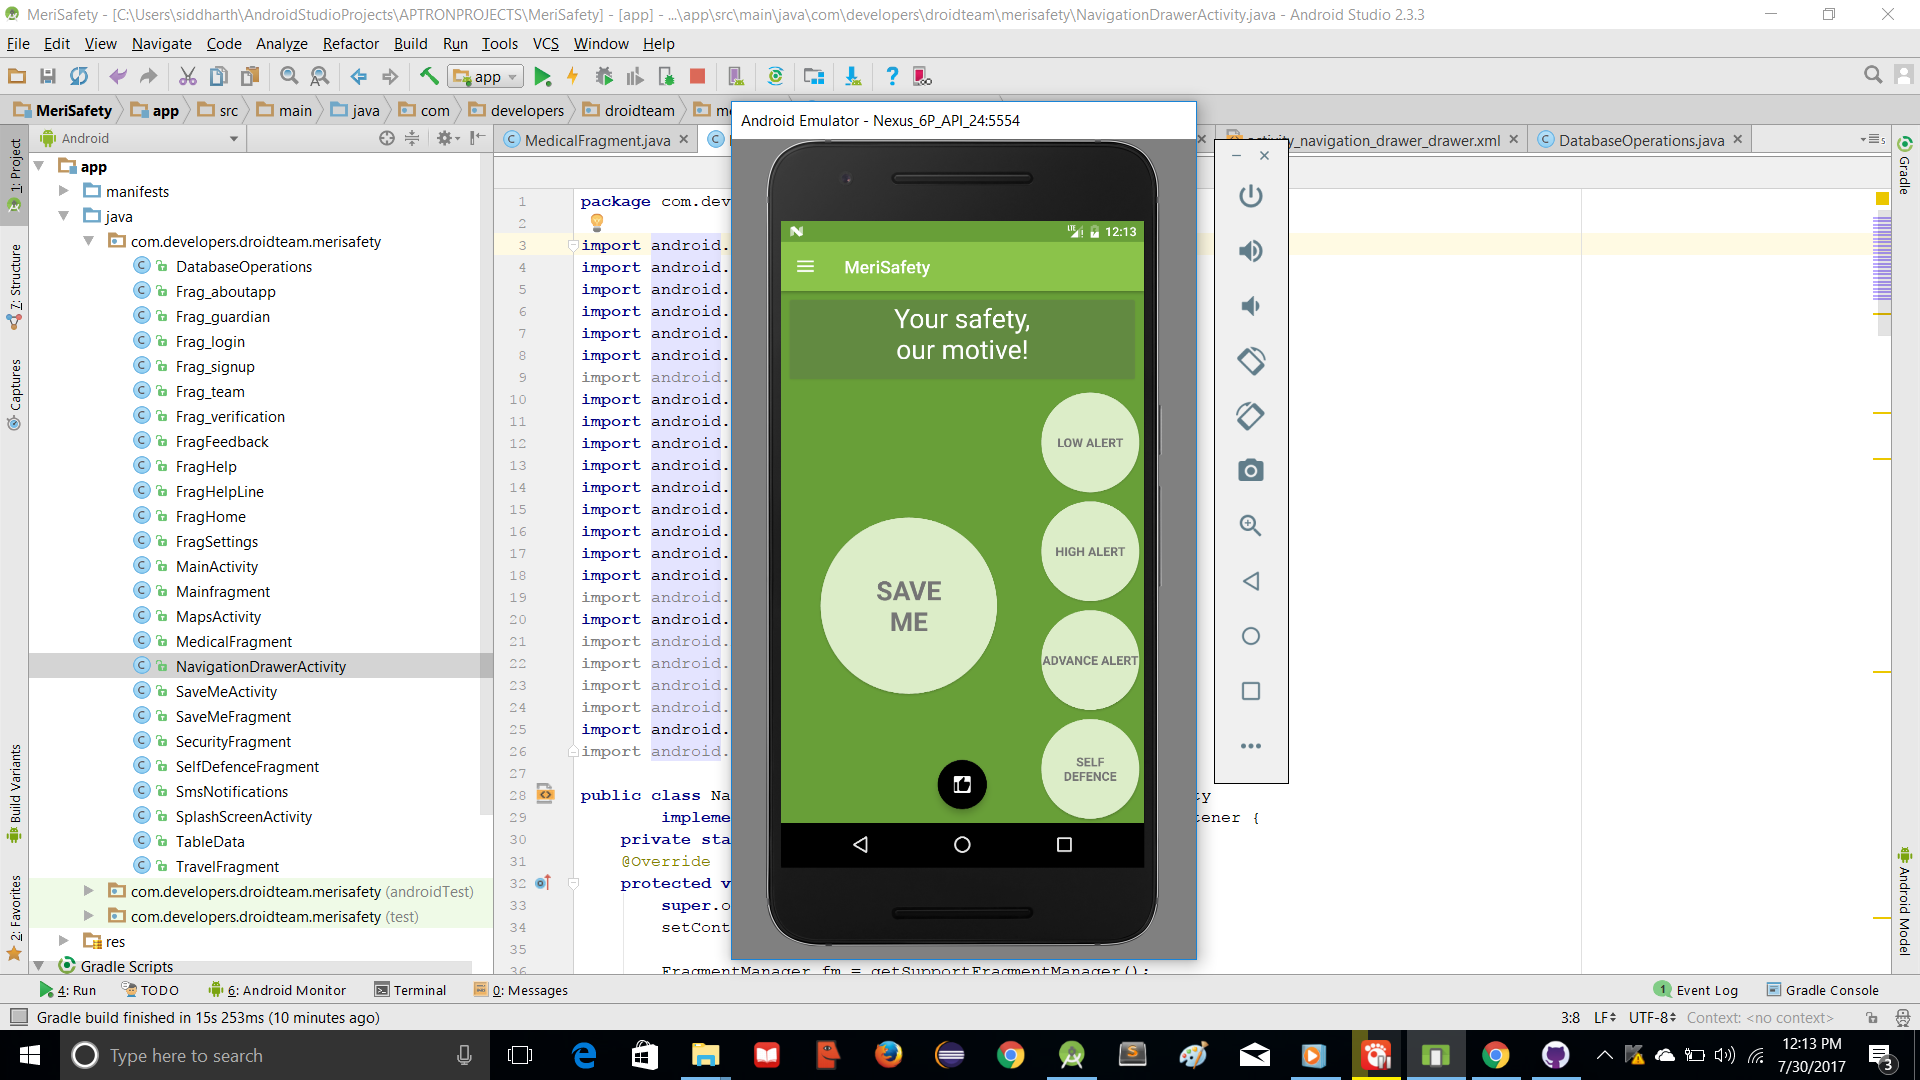 MeriSafety - [C:\Users\siddharth\AndroidStudioProjects\APTRONPROJECTS\MeriSafety] - [app] - ...\app\src\main\java\com\developers\droidteam\merisafety\NavigationDrawerActivity.java - Android Studio 2.3.3
File Edit View Navigate Code Analyze Refactor Build Run Tools VCS Window Help
app
MeriSafety app src main java com developers droidteam
Android Emulator - Nexus_6P_API_24:5554
Android
MedicalFragment.java
activity_navigation_drawer_drawer.xml
DatabaseOperations.java
1: Project
7: Structure
Captures
Build Variants
2: Favorites
app
manifests
java
com.developers.droidteam.merisafety
DatabaseOperations
Frag_aboutapp
Frag_guardian
Frag_login
Frag_signup
Frag_team
Frag_verification
FragFeedback
FragHelp
FragHelpLine
FragHome
FragSettings
MainActivity
Mainfragment
MapsActivity
MedicalFragment
NavigationDrawerActivity
SaveMeActivity
SaveMeFragment
SecurityFragment
SelfDefenceFragment
SmsNotifications
SplashScreenActivity
TableData
TravelFragment
com.developers.droidteam.merisafety (androidTest)
com.developers.droidteam.merisafety (test)
res
Gradle Scripts
1 package com.dev
2
3 import android.
4 import android.
5 import android.
6 import android.
7 import android.
8 import android.
9 import android.
10 import android.
11 import android.
12 import android.
13 import android.
14 import android.
15 import android.
16 import android.
17 import android.
18 import android.
19 import android.
20 import android.
21 import android.
22 import android.
23 import android.
24 import android.
25 import android.
26 import android.
27
28 public class Na ty
29 impleme tener {
30 private sta
31 @Override
32 protected v
33 super.o
34 setCont
35
36 FragmentManager fm = getSupportFragmentManager();
LTE 12:13
MeriSafety
Your safety,
our motive!
LOW ALERT
HIGH ALERT
SAVE
ME
ADVANCE ALERT
SELF
DEFENCE
Gradle
Android Model
4: Run TODO 6: Android Monitor Terminal 0: Messages
1 Event Log Gradle Console
Gradle build finished in 15s 253ms (10 minutes ago)
3:8 LF UTF-8 Context: <no context>
Type here to search
12:13 PM
7/30/2017
3